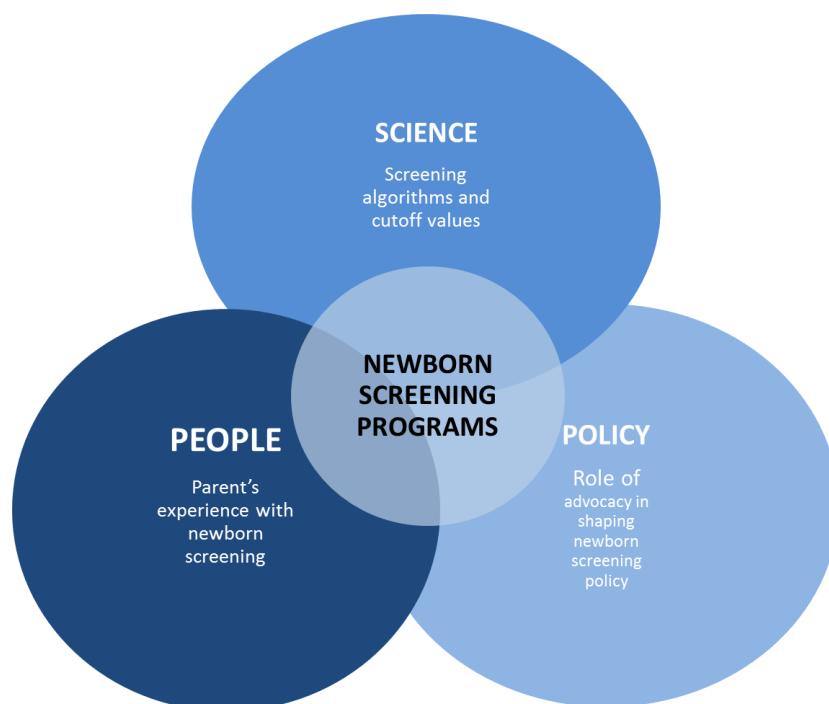 SCIENCE
Screening
algorithms and
cutoff values
NEWBORN
SCREENING
PROGRAMS
PEOPLE
Parent's
experience with
newborn
screening
POLICY
Role of
advocacy in
shaping
newborn
screening
policy